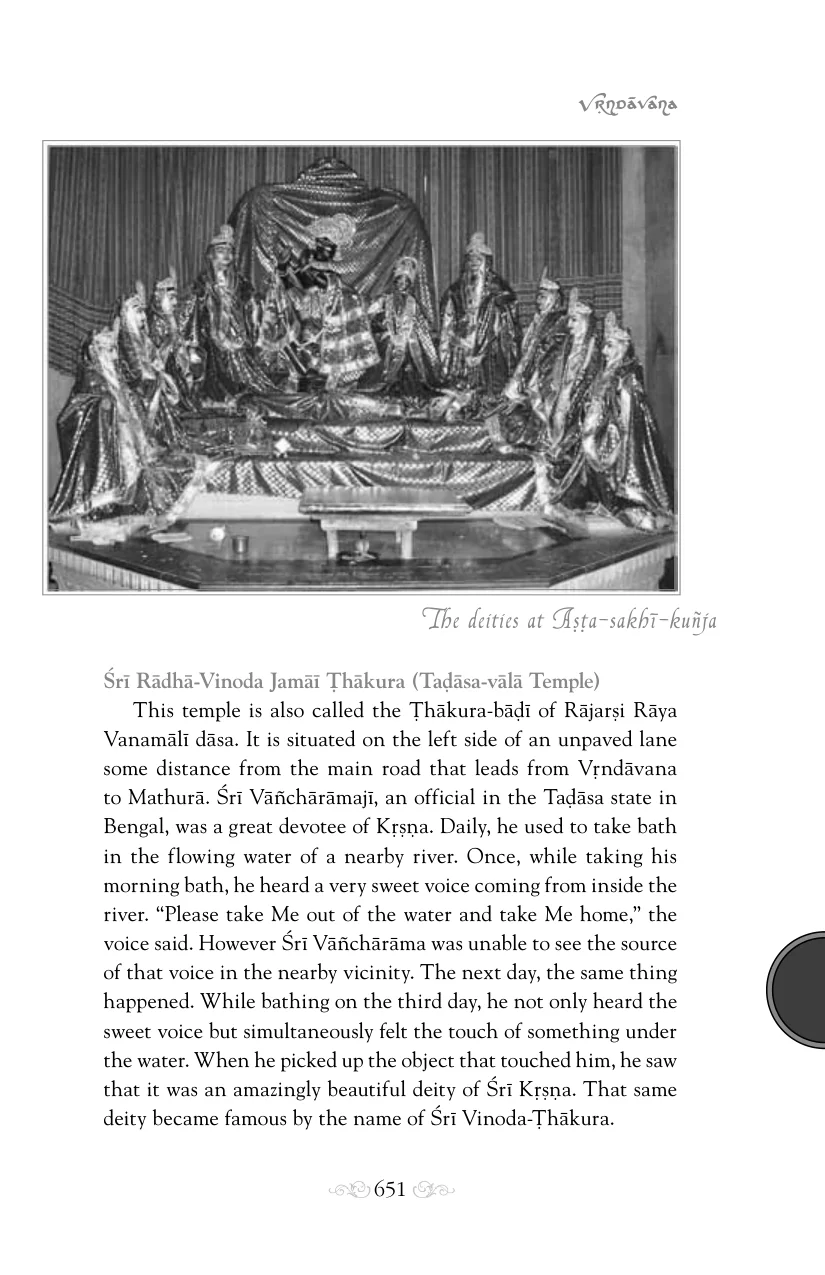 Vṛndāvana
The deities at Aṣṭa-sakhī-kuñja
Śrī Rādhā-Vinoda Jamāī Ṭhākura (Taḍāsa-vālā Temple)
This temple is also called the Ṭhākura-bāḍī of Rājarṣi Rāya
Vanamālī dāsa. It is situated on the left side of an unpaved lane
some distance from the main road that leads from Vṛndāvana
to Mathurā. Śrī Vāñchārāmajī, an official in the Taḍāsa state in
Bengal, was a great devotee of Kṛṣṇa. Daily, he used to take bath
in the flowing water of a nearby river. Once, while taking his
morning bath, he heard a very sweet voice coming from inside the
river. “Please take Me out of the water and take Me home,” the
voice said. However Śrī Vāñchārāma was unable to see the source
of that voice in the nearby vicinity. The next day, the same thing
happened. While bathing on the third day, he not only heard the
sweet voice but simultaneously felt the touch of something under
the water. When he picked up the object that touched him, he saw
that it was an amazingly beautiful deity of Śrī Kṛṣṇa. That same
deity became famous by the name of Śrī Vinoda-Ṭhākura.
651